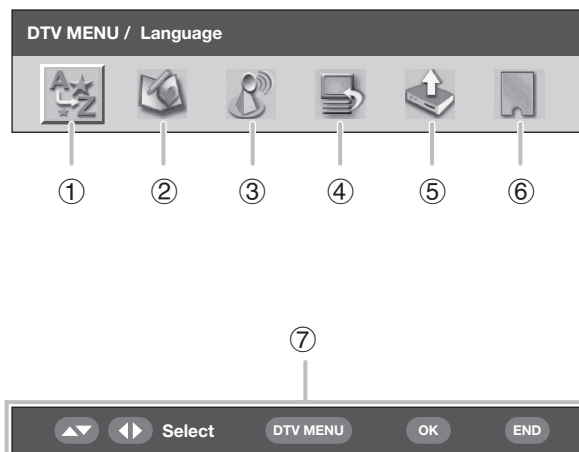 DTV MENU / Language
A Z
① ② ③ ④ ⑤ ⑥
⑦
Select DTV MENU OK END